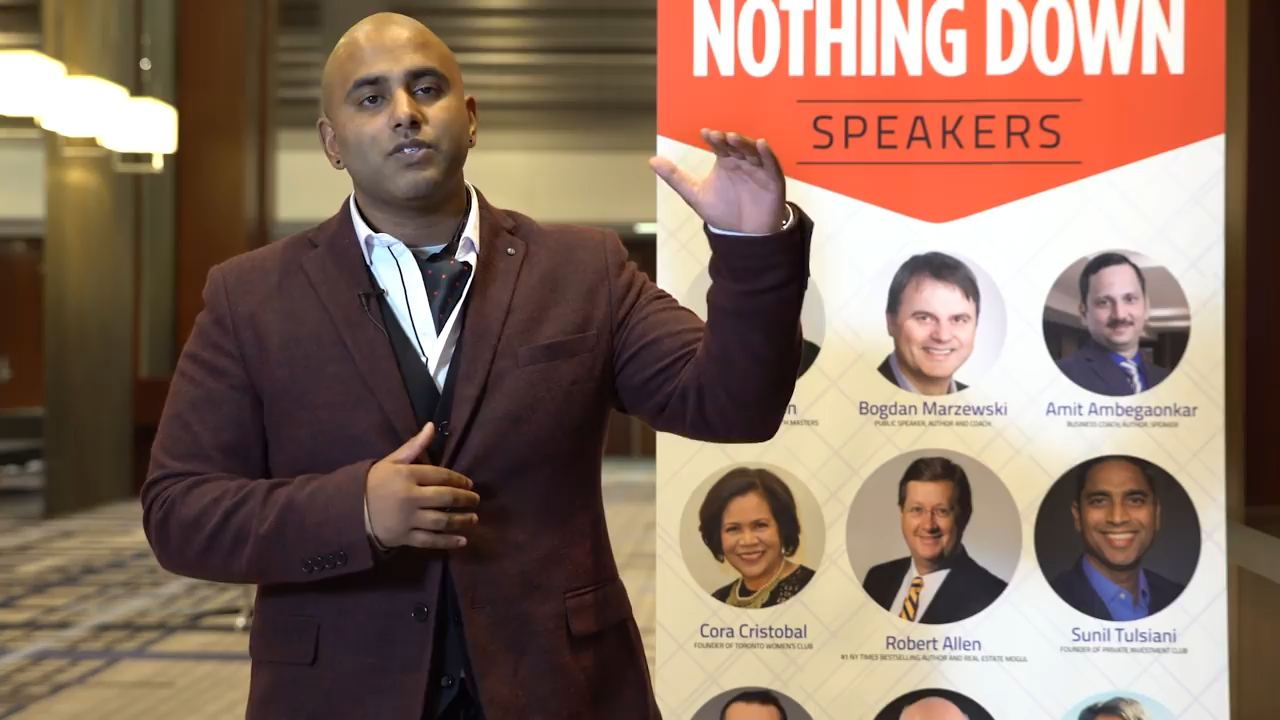 NOTHING DOWN
SPEAKERS
Bogdan Marzewski
PUBLIC SPEAKER, AUTHOR AND COACH
Amit Ambegaonkar
BUSINESS COACH, AUTHOR, SPEAKER
Cora Cristobal
FOUNDER OF TORONTO WOMEN'S CLUB
Robert Allen
#1 NY TIMES BESTSELLING AUTHOR AND REAL ESTATE MOGUL
Sunil Tulsiani
FOUNDER OF PRIVATE INVESTMENT CLUB